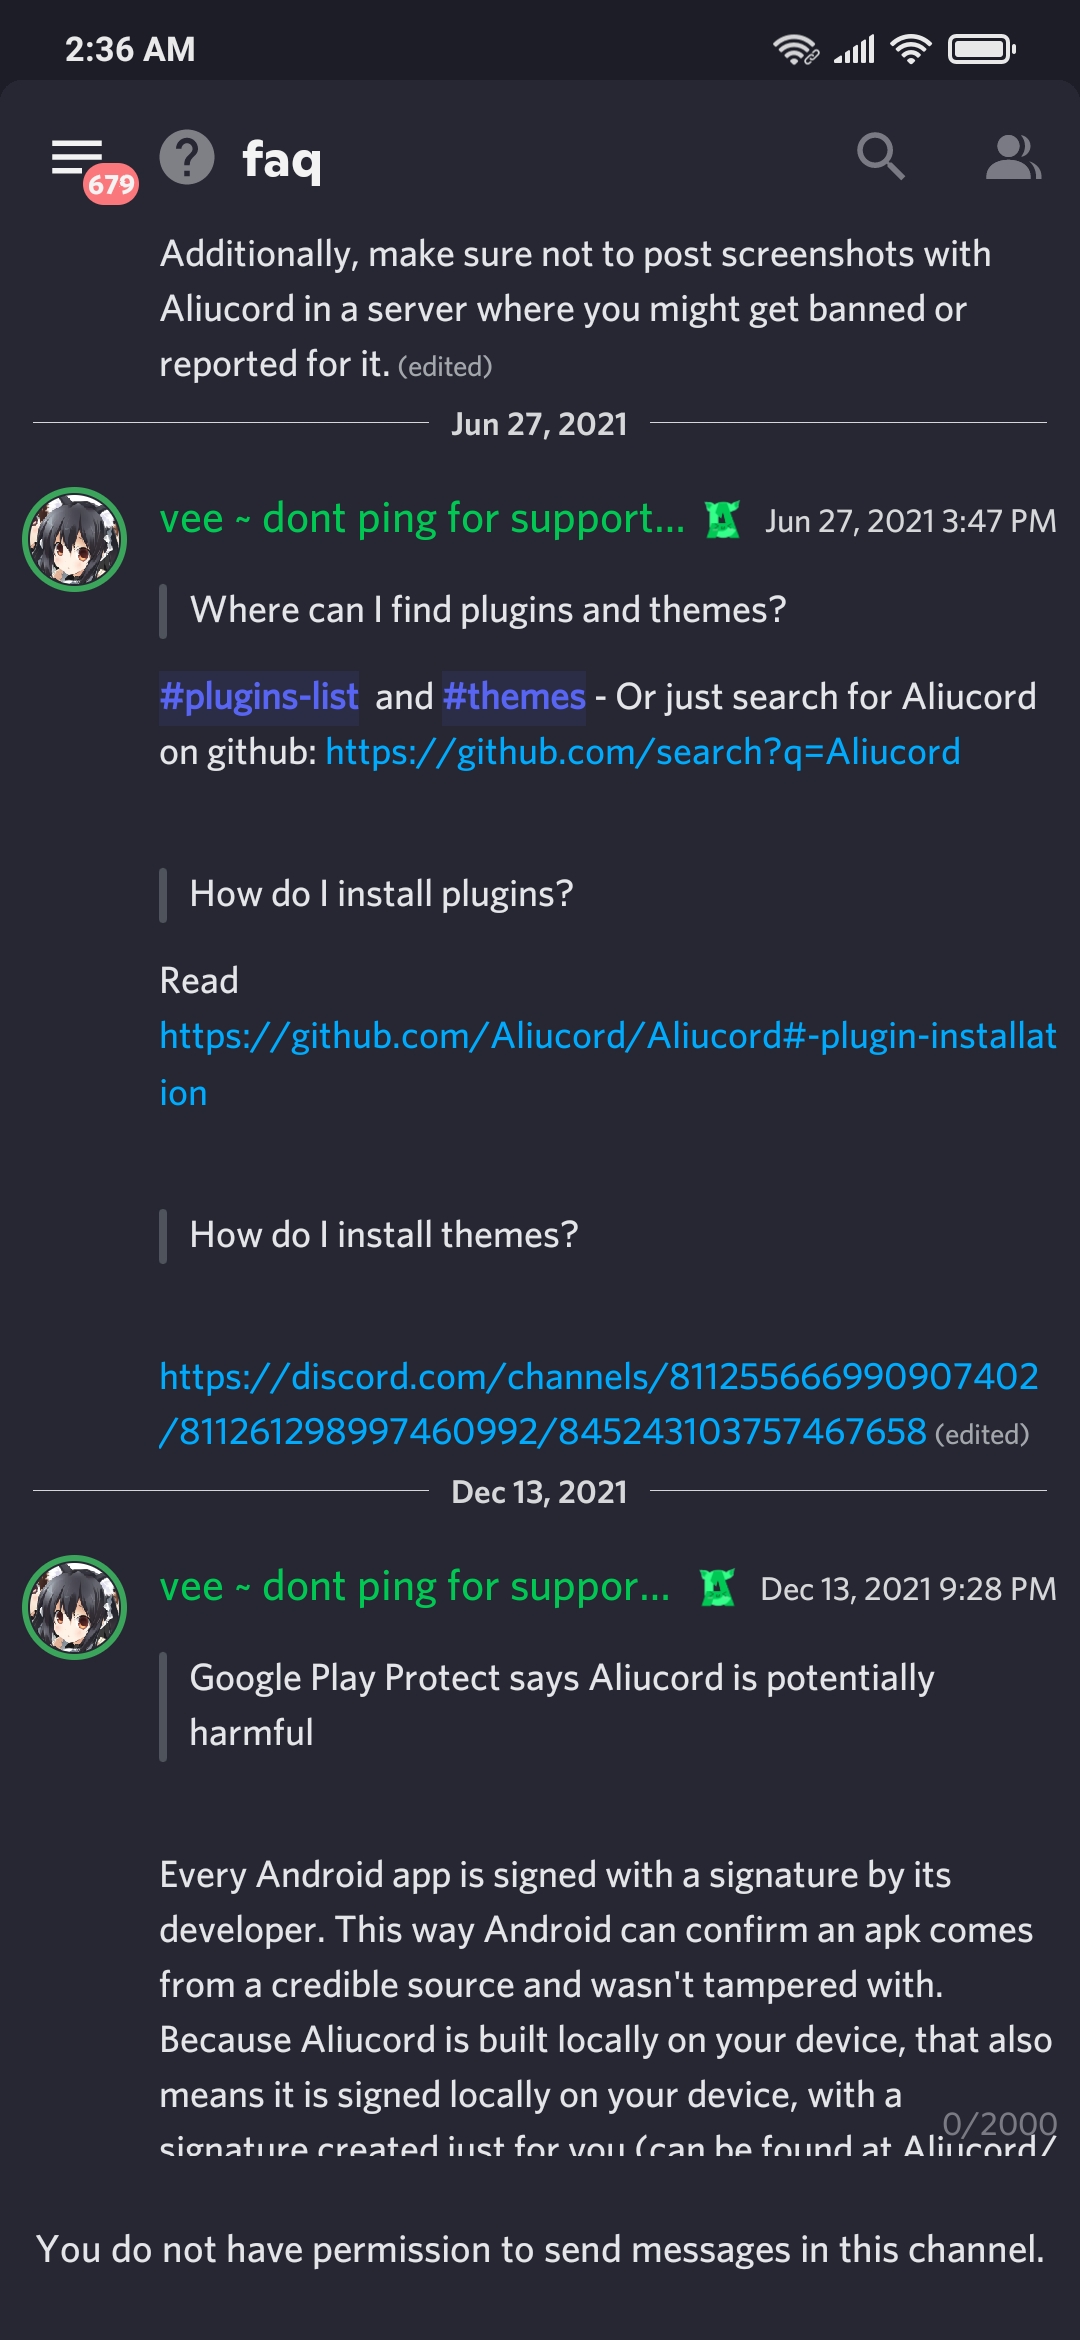 2:36 AM
679
faq
Additionally, make sure not to post screenshots with
Aliucord in a server where you might get banned or
reported for it. (edited)
Jun 27, 2021
vee ~ dont ping for support... Jun 27, 2021 3:47 PM
Where can I find plugins and themes?
#plugins-list and #themes - Or just search for Aliucord
on github: https://github.com/search?q=Aliucord
How do I install plugins?
Read
https://github.com/Aliucord/Aliucord#-plugin-installat
ion
How do I install themes?
https://discord.com/channels/811255666990907402
/811261298997460992/845243103757467658 (edited)
Dec 13, 2021
vee ~ dont ping for suppor... Dec 13, 2021 9:28 PM
Google Play Protect says Aliucord is potentially
harmful
Every Android app is signed with a signature by its
developer. This way Android can confirm an apk comes
from a credible source and wasn't tampered with.
Because Aliucord is built locally on your device, that also
means it is signed locally on your device, with a
0/2000
signature created just for you (can be found at Aliucord/
You do not have permission to send messages in this channel.